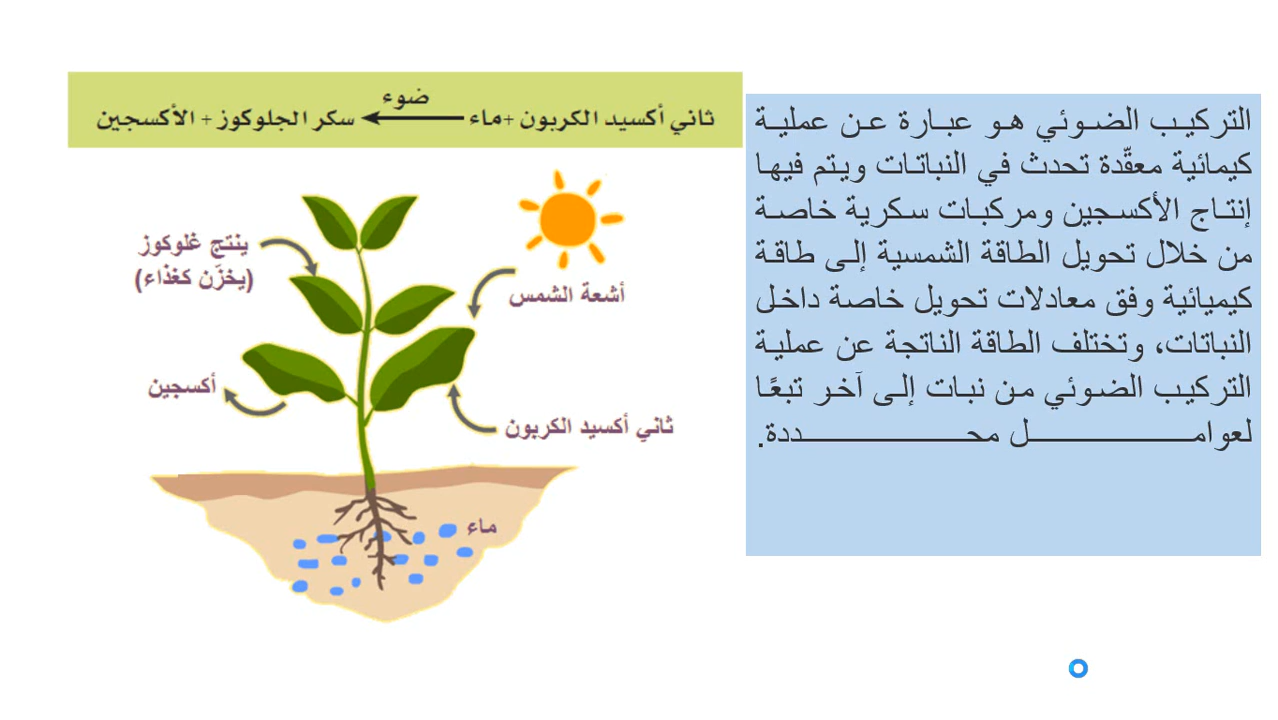 ضوء
ثاني أكسيد الكربون +ماء ← سكر الجلوكوز + الأكسجين
التركيب الضوئي هو عبارة عن عملية
كيمائية معقّدة تحدث في النباتات ويتم فيها
إنتاج الأكسجين ومركبات سكرية خاصة
من خلال تحويل الطاقة الشمسية إلى طاقة
كيميائية وفق معادلات تحويل خاصة داخل
النباتات، وتختلف الطاقة الناتجة عن عملية
التركيب الضوئي من نبات إلى آخر تبعًا
لعوامل محددة.
ينتج غلوكوز
(يخزّن كغذاء)
أشعة الشمس
أكسجين
ثاني أكسيد الكربون
ماء